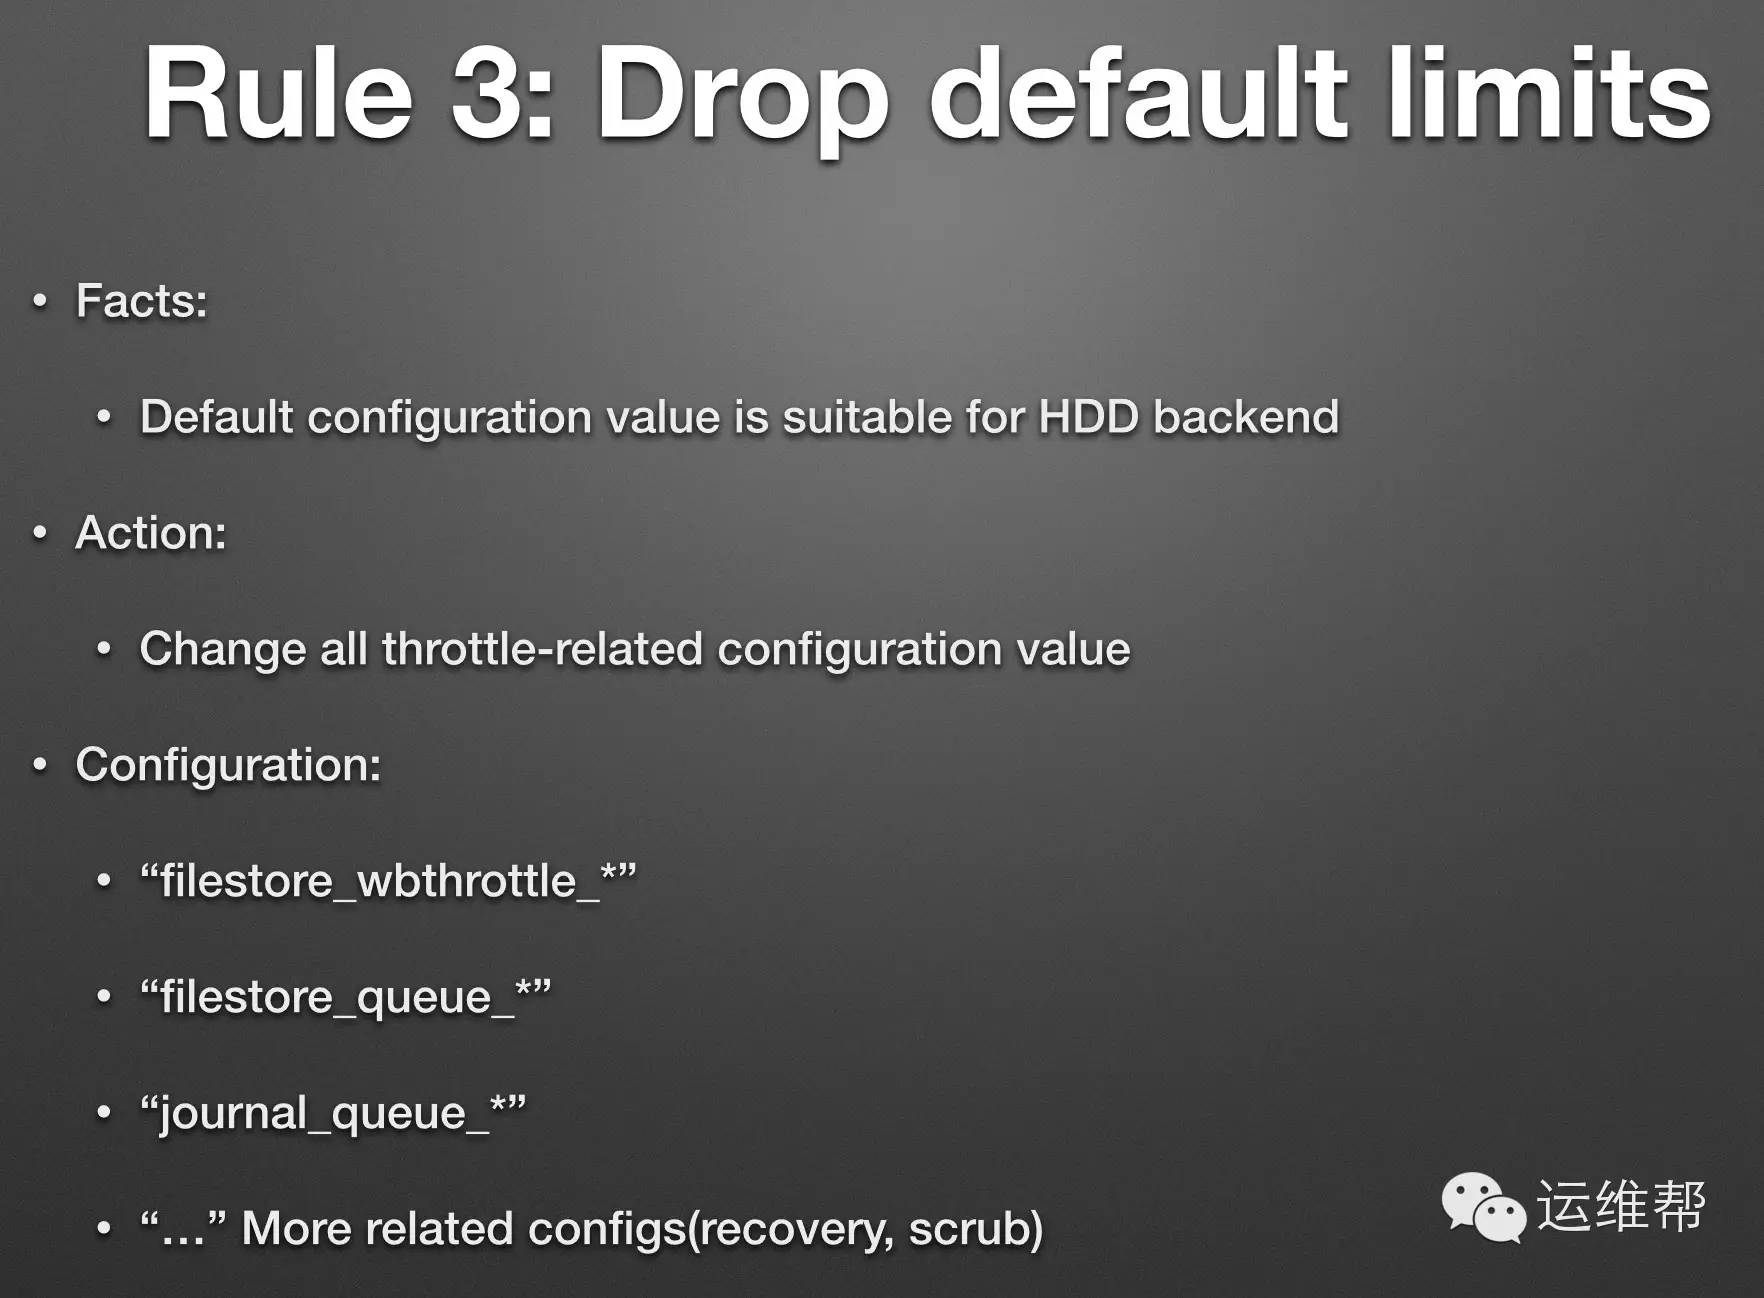 Rule 3: Drop default limits
• Facts:
• Default configuration value is suitable for HDD backend
• Action:
• Change all throttle-related configuration value
• Configuration:
• “filestore_wbthrottle_*”
• “filestore_queue_*”
• “journal_queue_*”
• “…” More related configs(recovery, scrub)
运维帮